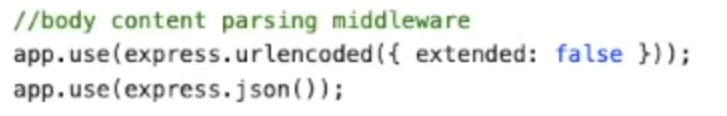 //body content parsing middleware
app.use(express.urlencoded({ extended: false }));
app.use(express.json());